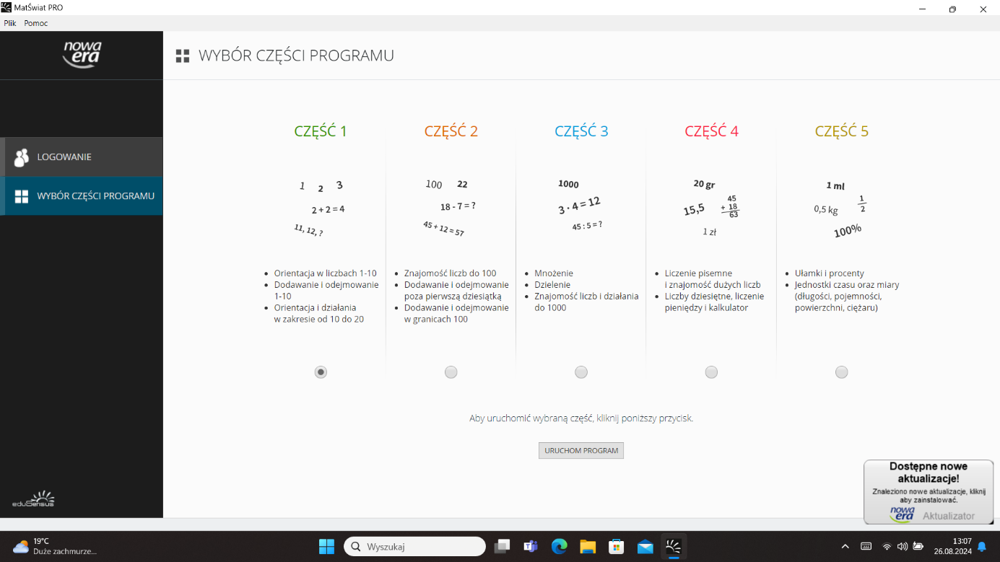 MatŚwiat PRO
Plik Pomoc
nowa
era
WYBÓR CZĘŚCI PROGRAMU
LOGOWANIE
WYBÓR CZĘŚCI PROGRAMU
eduSensus
CZĘŚĆ 1
1 2 3
2 + 2 = 4
11, 12, ?
• Orientacja w liczbach 1-10
• Dodawanie i odejmowanie
1-10
• Orientacja i działania
w zakresie od 10 do 20
CZĘŚĆ 2
100 22
18 - 7 = ?
45 + 12 = 57
• Znajomość liczb do 100
• Dodawanie i odejmowanie
poza pierwszą dziesiątką
• Dodawanie i odejmowanie
w granicach 100
CZĘŚĆ 3
1000
3 · 4 = 12
45 : 5 = ?
• Mnożenie
• Dzielenie
• Znajomość liczb i działania
do 1000
CZĘŚĆ 4
20 gr
15,5
45
+ 18
63
1 zł
• Liczenie pisemne
i znajomość dużych liczb
• Liczby dziesiętne, liczenie
pieniędzy i kalkulator
CZĘŚĆ 5
1 ml
0,5 kg
1
2
100%
• Ułamki i procenty
• Jednostki czasu oraz miary
(długości, pojemności,
powierzchni, ciężaru)
Aby uruchomić wybraną część, kliknij poniższy przycisk.
URUCHOM PROGRAM
Dostępne nowe
aktualizacje!
Znaleziono nowe aktualizacje, kliknij
aby zainstalować.
nowa
era
Aktualizator
19°C
Duże zachmurze...
Wyszukaj
13:07
26.08.2024